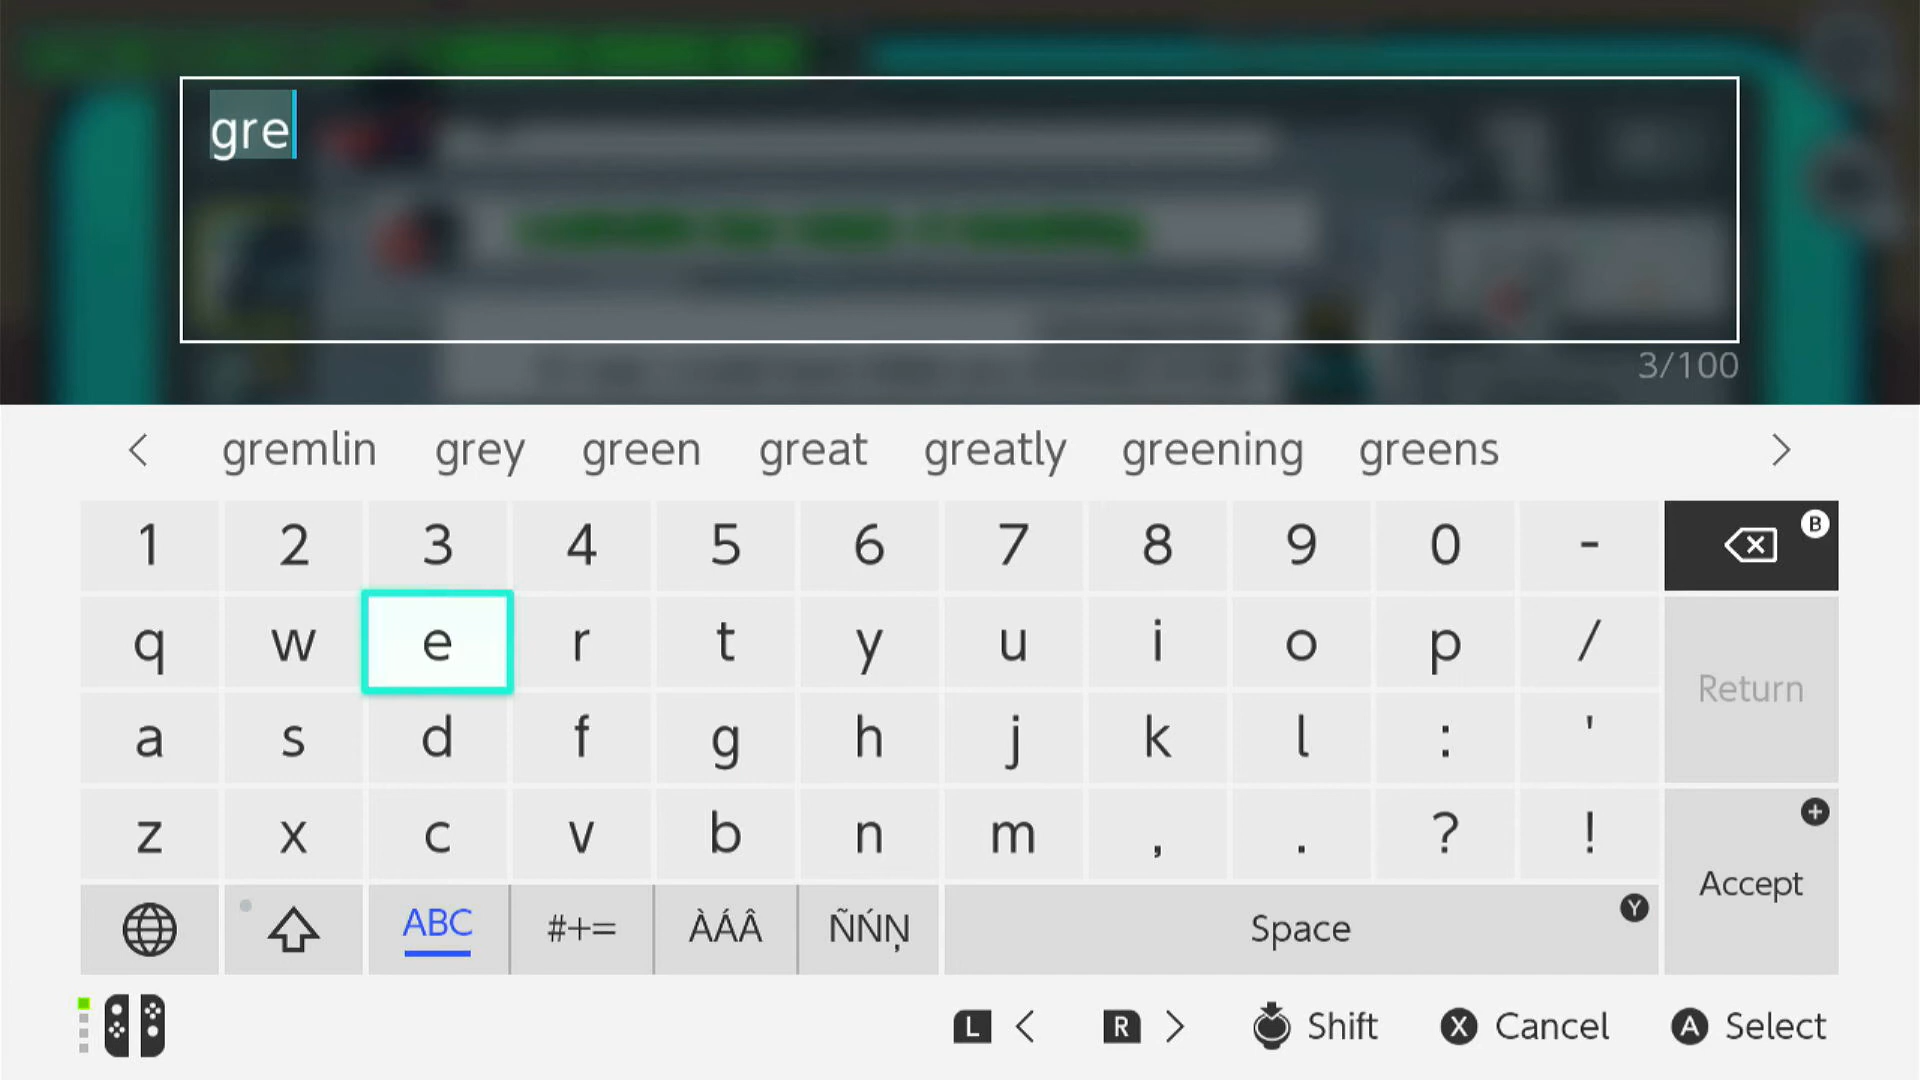 gre
3/100
gremlin grey green great greatly greening greens
1 2 3 4 5 6 7 8 9 0 - B
q w e r t y u i o p / Return
a s d f g h j k l : '
z x c v b n m , . ? ! + Accept
ABC #+= ÀÁÂ ÑŃŅ Space Y
L < R > Shift X Cancel A Select